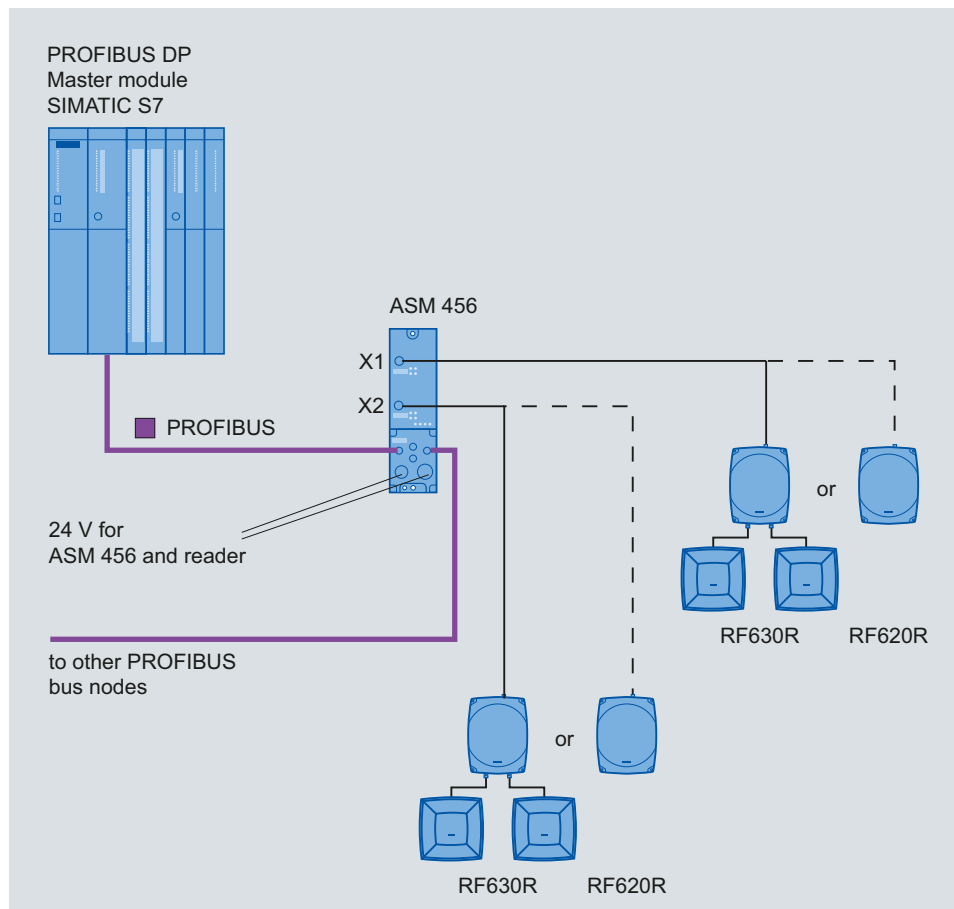 PROFIBUS DP
Master module
SIMATIC S7
ASM 456
X1
X2
PROFIBUS
24 V for
ASM 456 and reader
or
RF630R
RF620R
to other PROFIBUS
bus nodes
or
RF630R
RF620R